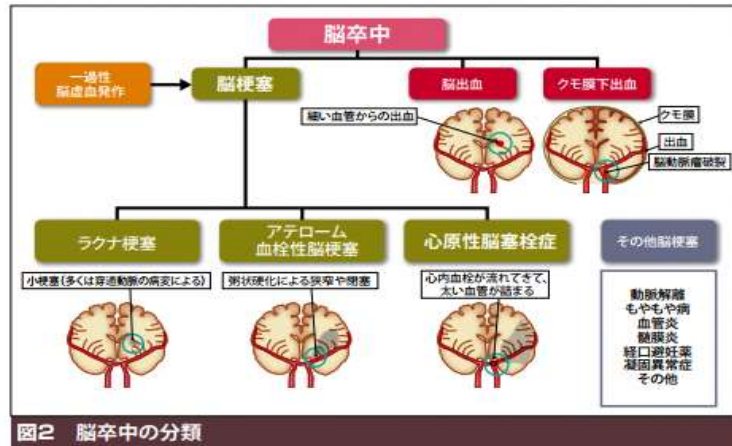 脳卒中
一過性
脳虚血発作
脳梗塞
脳出血
クモ膜下出血
細い血管からの出血
クモ膜
出血
脳動脈瘤破裂
ラクナ梗塞
アテローム
血栓性脳梗塞
心原性脳塞栓症
その他脳梗塞
小梗塞(多くは穿通動脈の病変による)
粥状硬化による狭窄や閉塞
心内血栓が流れてきて、
太い血管が詰まる
動脈解離
もやもや病
血管炎
髄膜炎
経口避妊薬
凝固異常症
その他
図2 脳卒中の分類